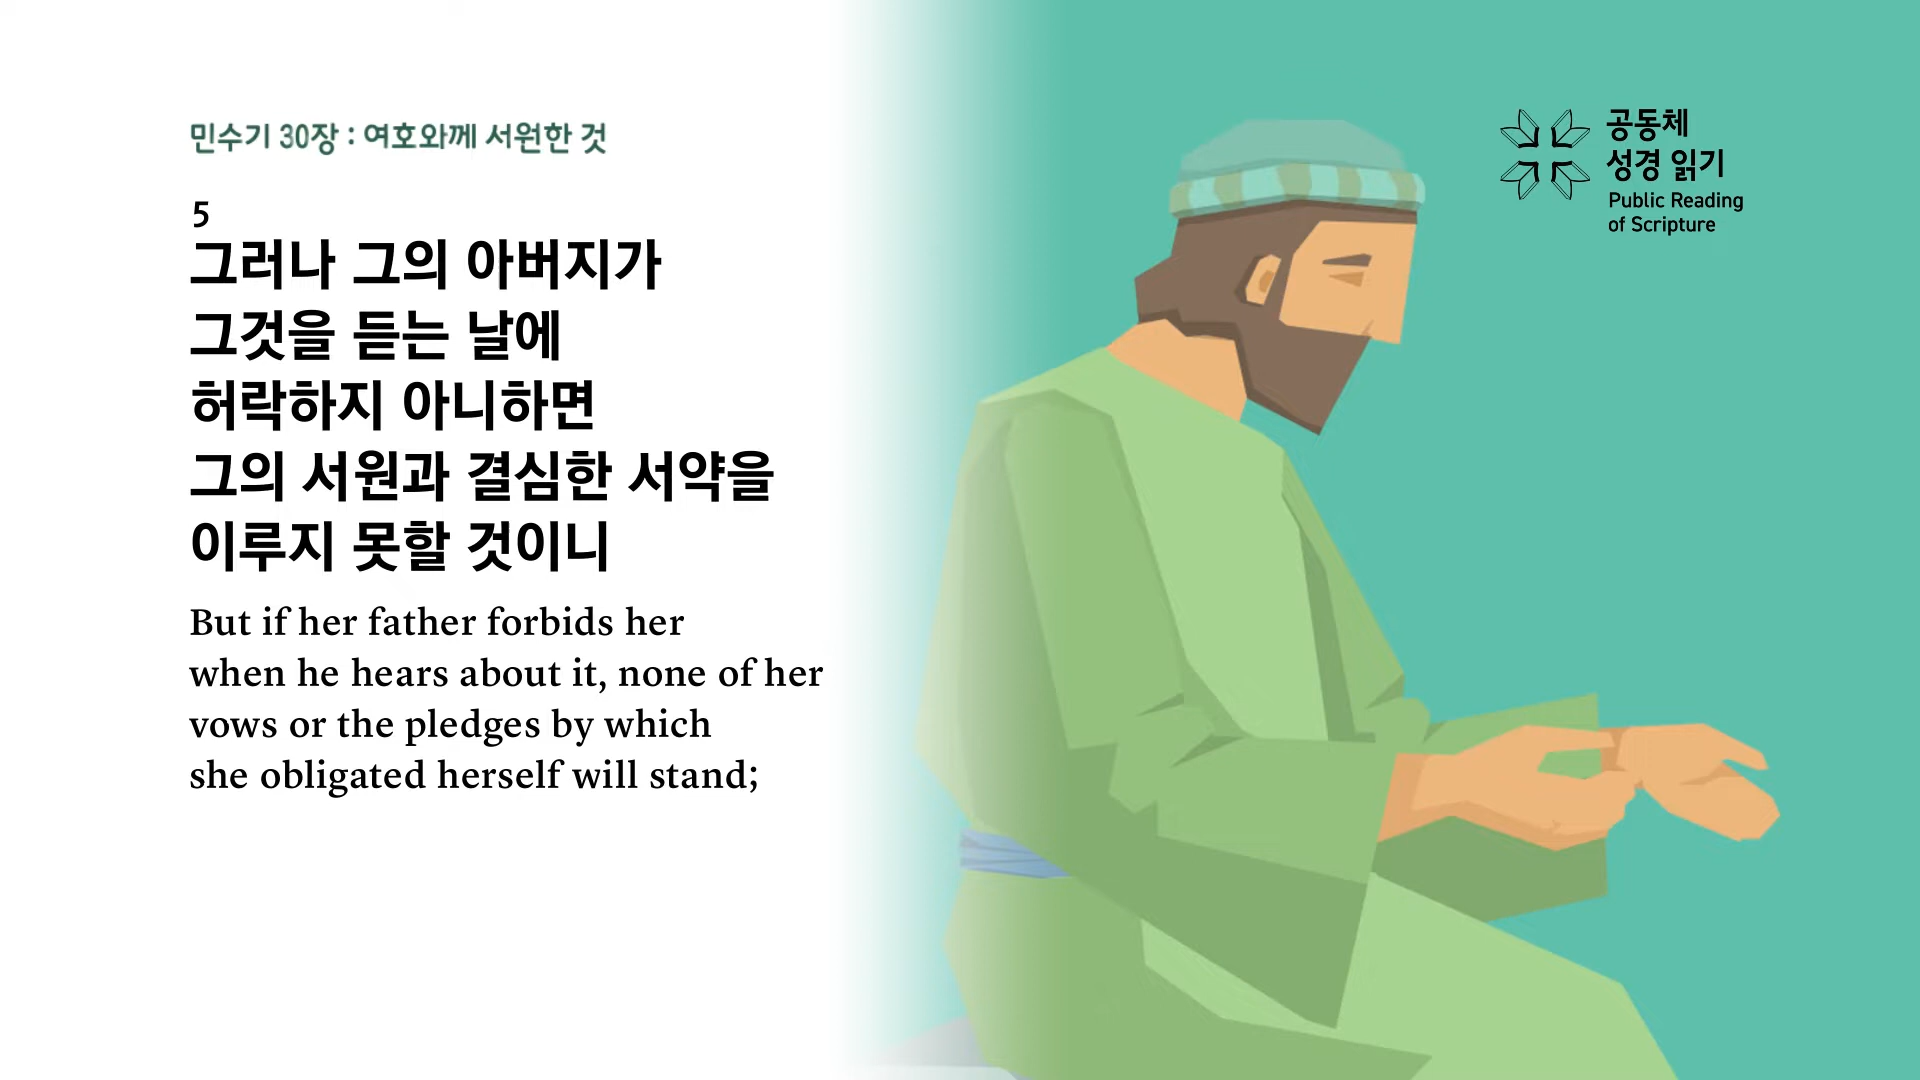 민수기 30장 : 여호와께 서원한 것
5
그러나 그의 아버지가
그것을 듣는 날에
허락하지 아니하면
그의 서원과 결심한 서약을
이루지 못할 것이니
But if her father forbids her
when he hears about it, none of her
vows or the pledges by which
she obligated herself will stand;
공동체
성경 읽기
Public Reading
of Scripture